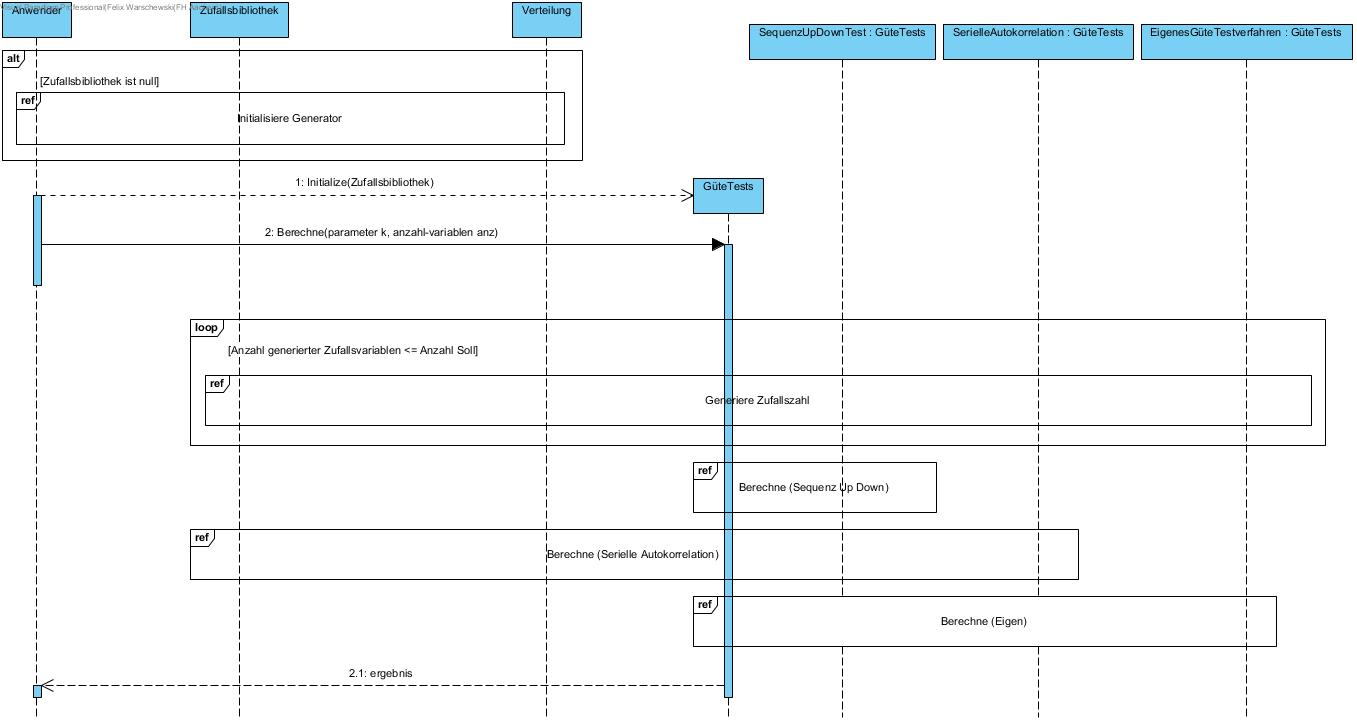 Anwender
Zufallsbibliothek
Verteilung
SequenzUpDownTest : GüteTests
SerielleAutokorrelation : GüteTests
EigenesGüteTestverfahren : GüteTests
alt
[Zufallsbibliothek ist null]
ref
Initialisiere Generator
1: Initialize(Zufallsbibliothek)
GüteTests
2: Berechne(parameter k, anzahl-variablen anz)
loop
[Anzahl generierter Zufallsvariablen <= Anzahl Soll]
ref
Generiere Zufallszahl
ref
Berechne (Sequenz Up Down)
ref
Berechne (Serielle Autokorrelation)
ref
Berechne (Eigen)
2.1: ergebnis